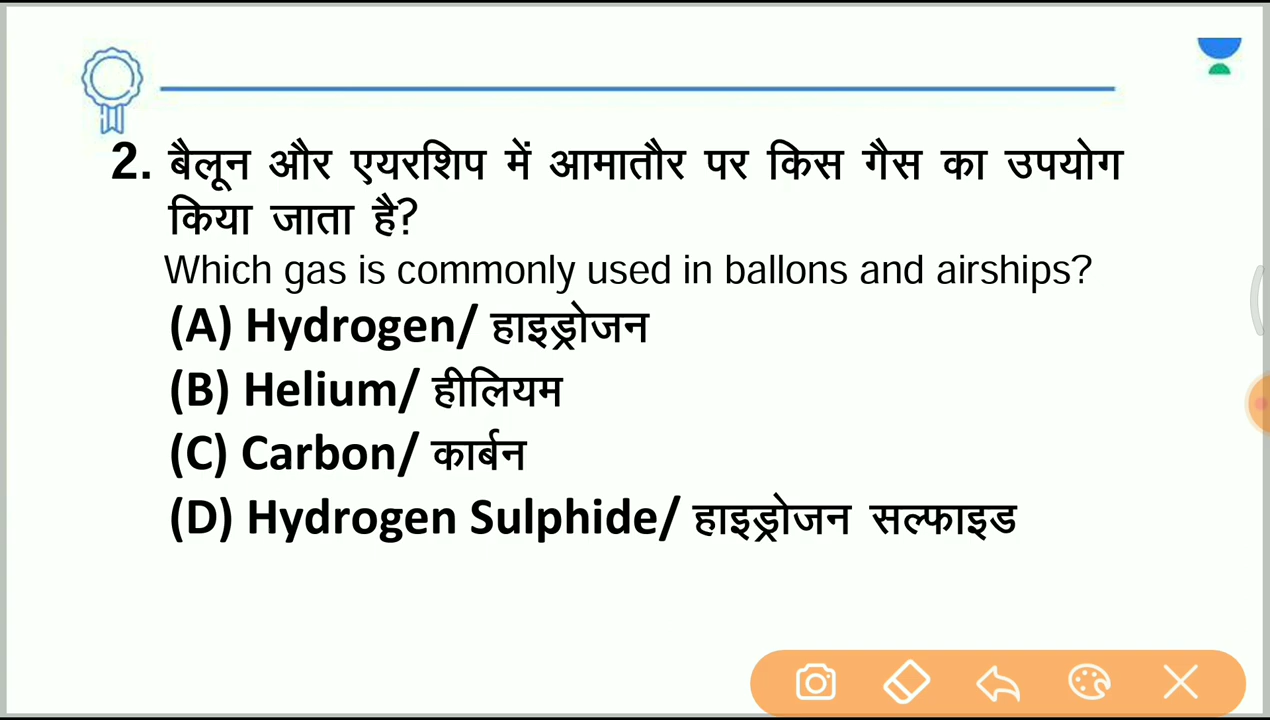 2. बैलून और एयरशिप में आमातौर पर किस गैस का उपयोग
किया जाता है?
Which gas is commonly used in ballons and airships?
(A) Hydrogen/ हाइड्रोजन
(B) Helium/ हीलियम
(C) Carbon/ कार्बन
(D) Hydrogen Sulphide/ हाइड्रोजन सल्फाइड